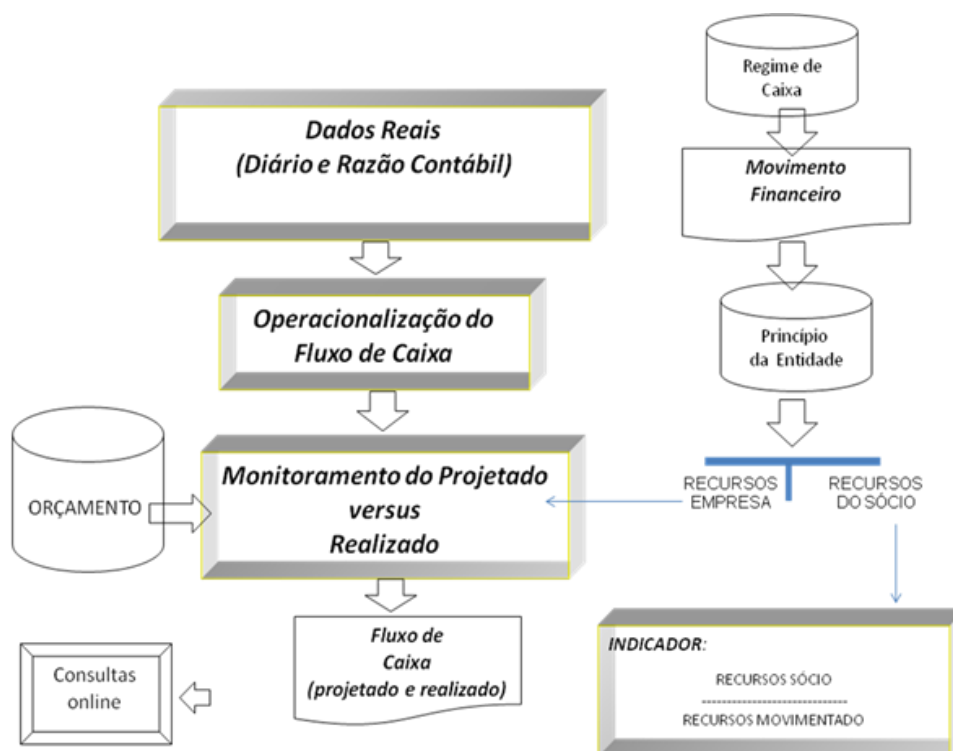 Regime de
Caixa
Dados Reais
(Diário e Razão Contábil)
Movimento
Financeiro
Operacionalização do
Fluxo de Caixa
Princípio
da Entidade
ORÇAMENTO
Monitoramento do Projetado
versus
Realizado
RECURSOS
EMPRESA
RECURSOS
DO SÓCIO
Fluxo de
Caixa
(projetado e realizado)
Consultas
online
INDICADOR:
RECURSOS SÓCIO
----------------------------
RECURSOS MOVIMENTADO